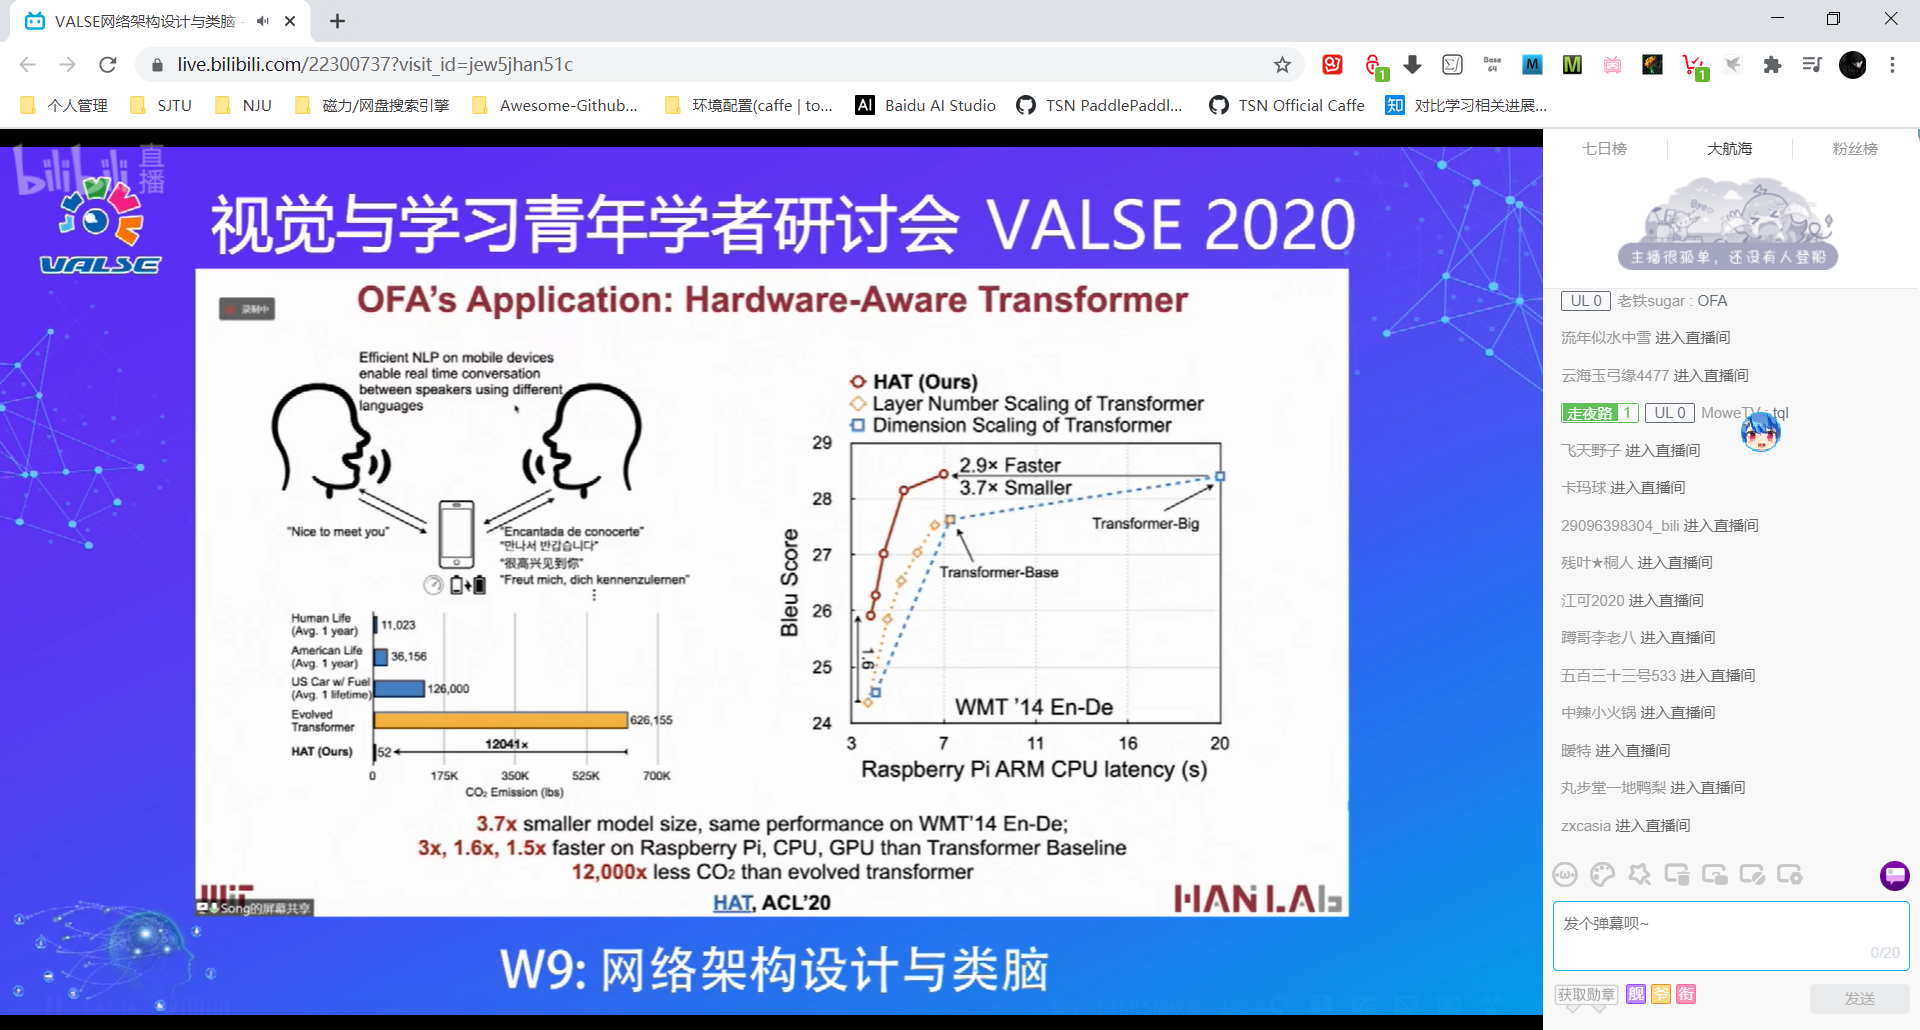 VALSE网络架构设计与类脑
live.bilibili.com/22300737?visit_id=jew5jhan51c
1
Base 64
M
M
1
个人管理
SJTU
NJU
磁力/网盘搜索引擎
Awesome-Github...
环境配置(caffe | to...
AI Baidu AI Studio
TSN PaddlePaddl...
TSN Official Caffe
知 对比学习相关进展...
bilibili 直播
VALSE
视觉与学习青年学者研讨会 VALSE 2020
录制中
OFA's Application: Hardware-Aware Transformer
Efficient NLP on mobile devices
enable real time conversation
between speakers using different
languages
"Nice to meet you"
"Encantada de conocerte"
"만나서 반갑습니다"
"很高兴见到你"
"Freut mich, dich kennenzulernen"
Human Life
(Avg. 1 year)
11,023
American Life
(Avg. 1 year)
36,156
US Car w/ Fuel
(Avg. 1 lifetime)
126,000
Evolved
Transformer
626,155
HAT (Ours)
52
12041×
0 175K 350K 525K 700K
CO₂ Emission (lbs)
HAT (Ours)
Layer Number Scaling of Transformer
Dimension Scaling of Transformer
29
28
27
26
25
24
Bleu Score
2.9× Faster
3.7× Smaller
Transformer-Big
Transformer-Base
1.6
WMT '14 En-De
3 7 11 16 20
Raspberry Pi ARM CPU latency (s)
3.7x smaller model size, same performance on WMT'14 En-De;
3x, 1.6x, 1.5x faster on Raspberry Pi, CPU, GPU than Transformer Baseline
12,000x less CO₂ than evolved transformer
HAT, ACL'20
MIT
Song的屏幕共享
HAN LAb
W9: 网络架构设计与类脑
七日榜
大航海
粉丝榜
主播很孤单，还没有人登船
UL 0 老铁sugar : OFA
流年似水中雪 进入直播间
云海玉弓缘4477 进入直播间
走夜路 1 UL 0 MoweTV : tql
飞天野子 进入直播间
卡玛球 进入直播间
29096398304_bili 进入直播间
残叶★桐人 进入直播间
江可2020 进入直播间
蹲哥李老八 进入直播间
五百三十三号533 进入直播间
中辣小火锅 进入直播间
暧特 进入直播间
丸步堂一地鸭梨 进入直播间
zxcasia 进入直播间
发个弹幕呗~
0/20
获取勋章
舰
爷
衔
发送